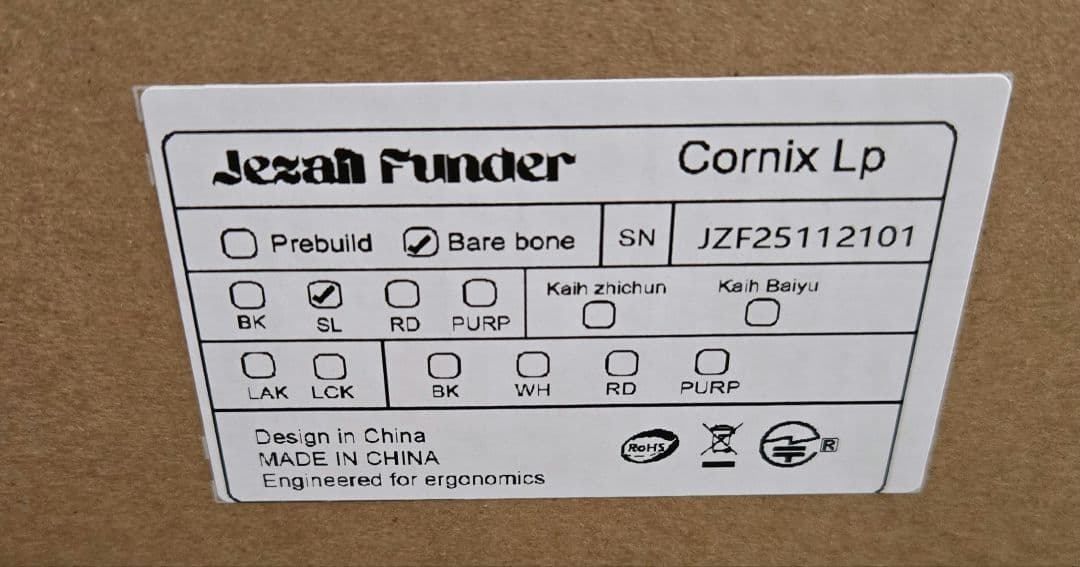 Jezail Funder
Cornix Lp
Prebuild Bare bone SN JZF25112101
BK SL RD PURP
Kaih zhichun Kaih Baiyu
LAK LCK BK WH RD PURP
Design in China
MADE IN CHINA
Engineered for ergonomics
RoHS
R